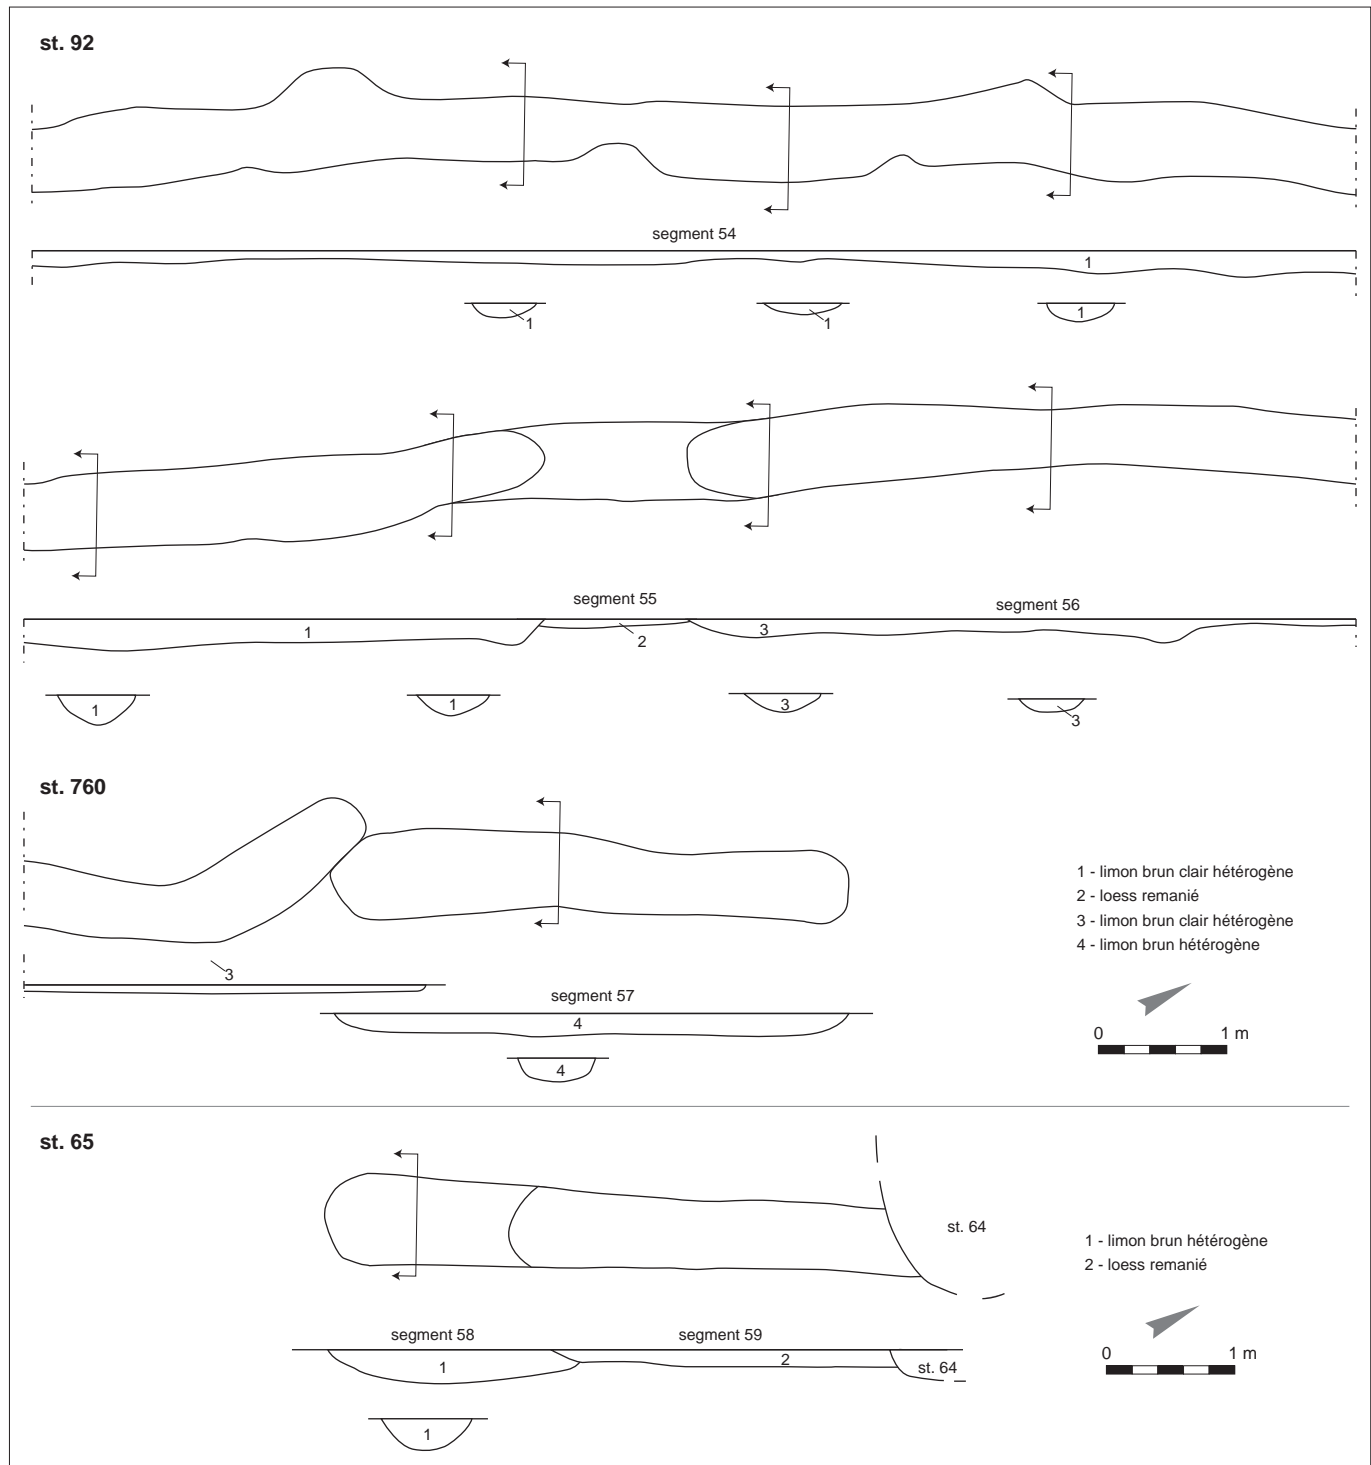 st. 92
segment 54
1
1
1
1
segment 55
segment 56
1
2
3
1
1
3
3
st. 760
3
segment 57
4
4
1 - limon brun clair hétérogène
2 - loess remanié
3 - limon brun clair hétérogène
4 - limon brun hétérogène
0 1 m
st. 65
st. 64
segment 58
segment 59
1
2
st. 64
1
1 - limon brun hétérogène
2 - loess remanié
0 1 m